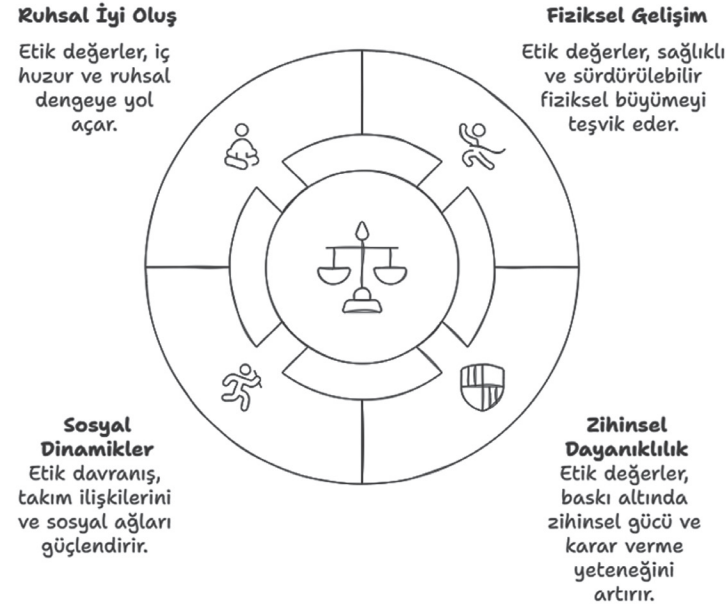 Ruhsal İyi Oluş
Etik değerler, iç
huzur ve ruhsal
dengeye yol
açar.
Fiziksel Gelişim
Etik değerler, sağlıklı
ve sürdürülebilir
fiziksel büyümeyi
teşvik eder.
Sosyal
Dinamikler
Etik davranış,
takım ilişkilerini
ve sosyal ağları
güçlendirir.
Zihinsel
Dayanıklılık
Etik değerler,
baskı altında
zihinsel gücü ve
karar verme
yeteneğini
artırır.